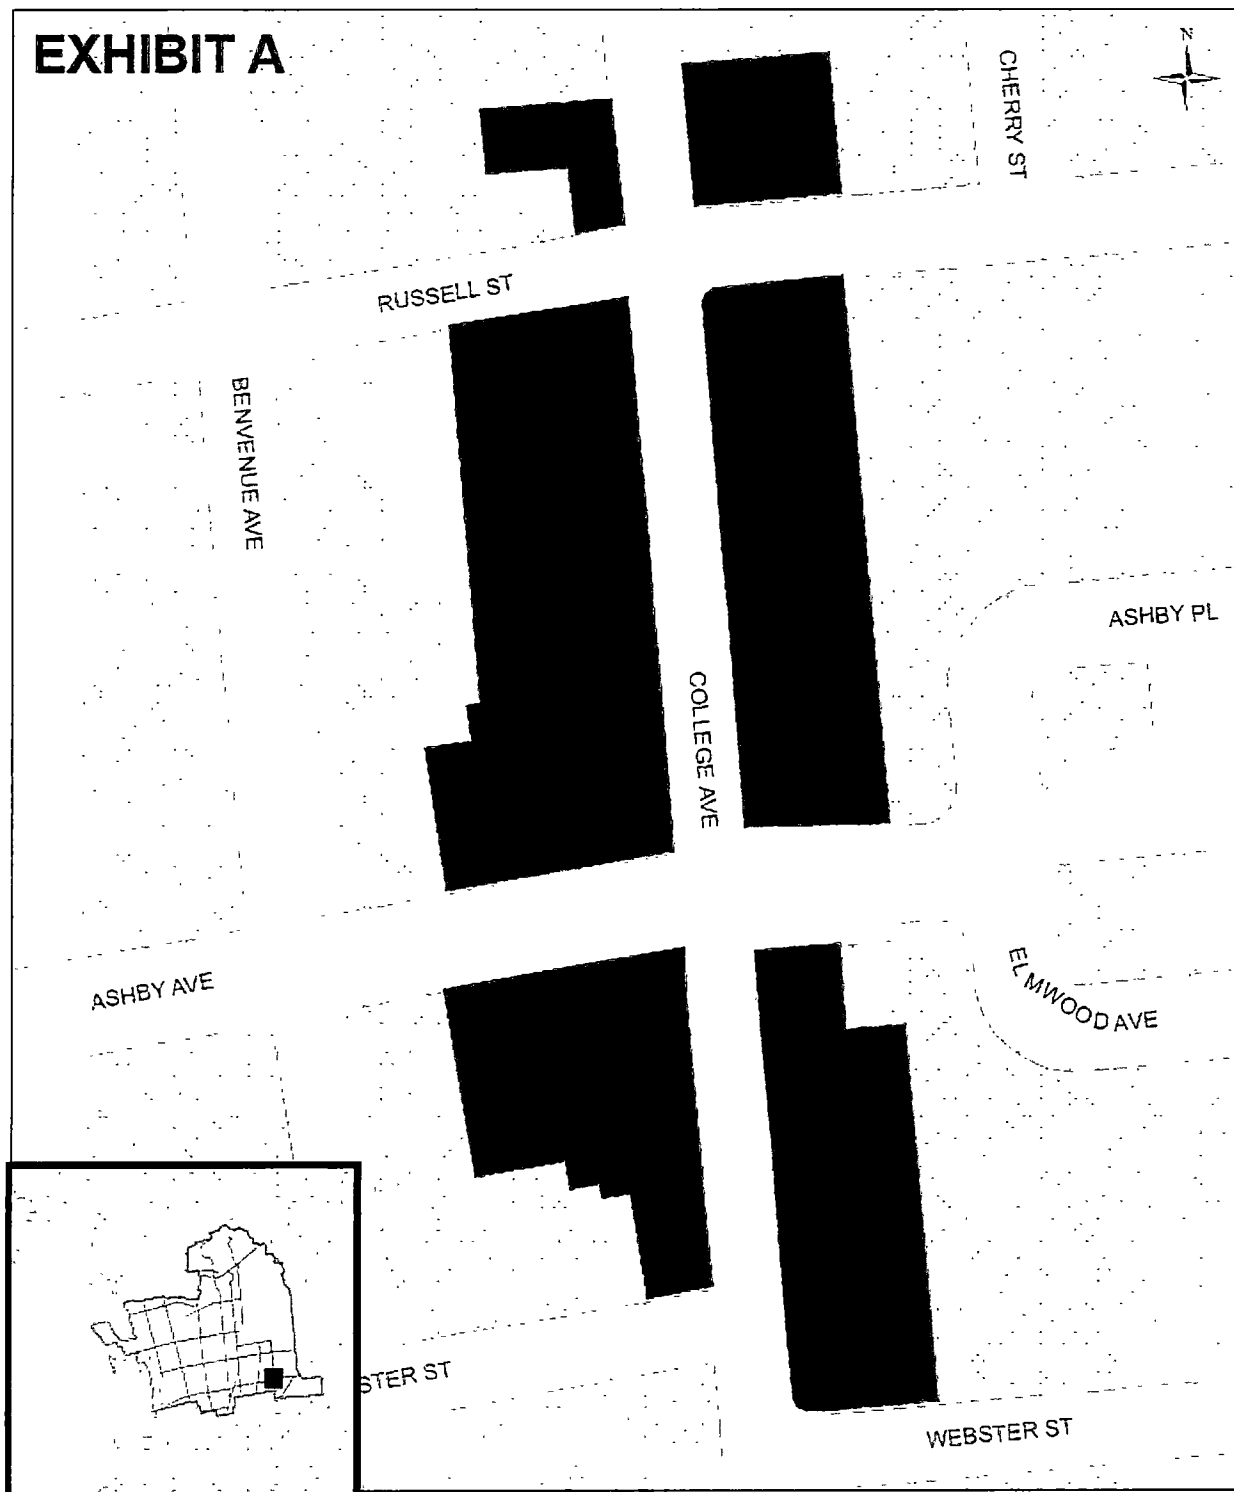 EXHIBIT A
N
CHERRY ST
RUSSELL ST
BENVENUE AVE
ASHBY PL
COLLEGE AVE
ASHBY AVE
ELMWOOD AVE
STER ST
WEBSTER ST